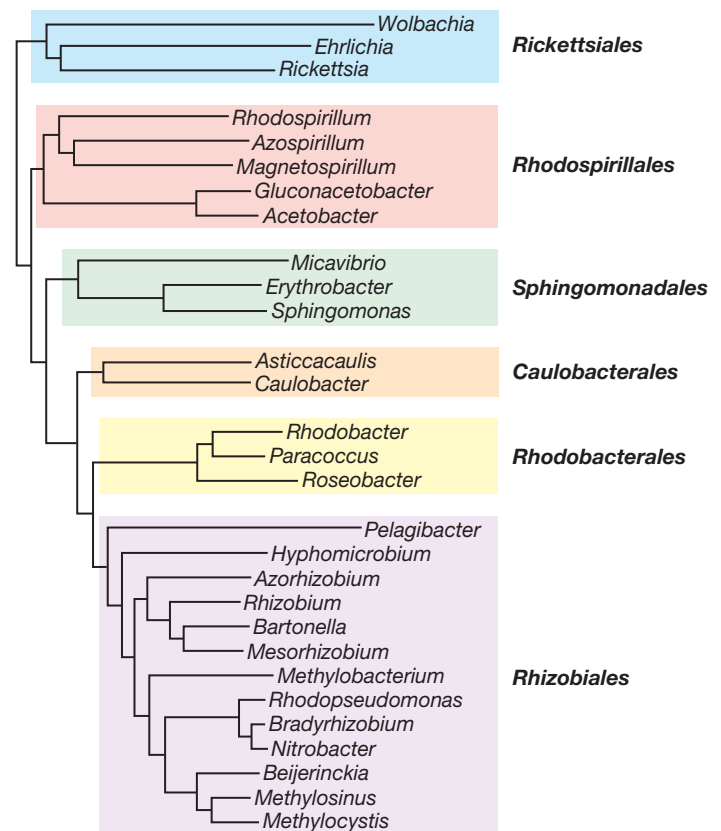 Wolbachia
Ehrlichia
Rickettsia
Rickettsiales
Rhodospirillum
Azospirillum
Magnetospirillum
Gluconacetobacter
Acetobacter
Rhodospirillales
Micavibrio
Erythrobacter
Sphingomonas
Sphingomonadales
Asticcacaulis
Caulobacter
Caulobacterales
Rhodobacter
Paracoccus
Roseobacter
Rhodobacterales
Pelagibacter
Hyphomicrobium
Azorhizobium
Rhizobium
Bartonella
Mesorhizobium
Methylobacterium
Rhodopseudomonas
Bradyrhizobium
Nitrobacter
Beijerinckia
Methylosinus
Methylocystis
Rhizobiales